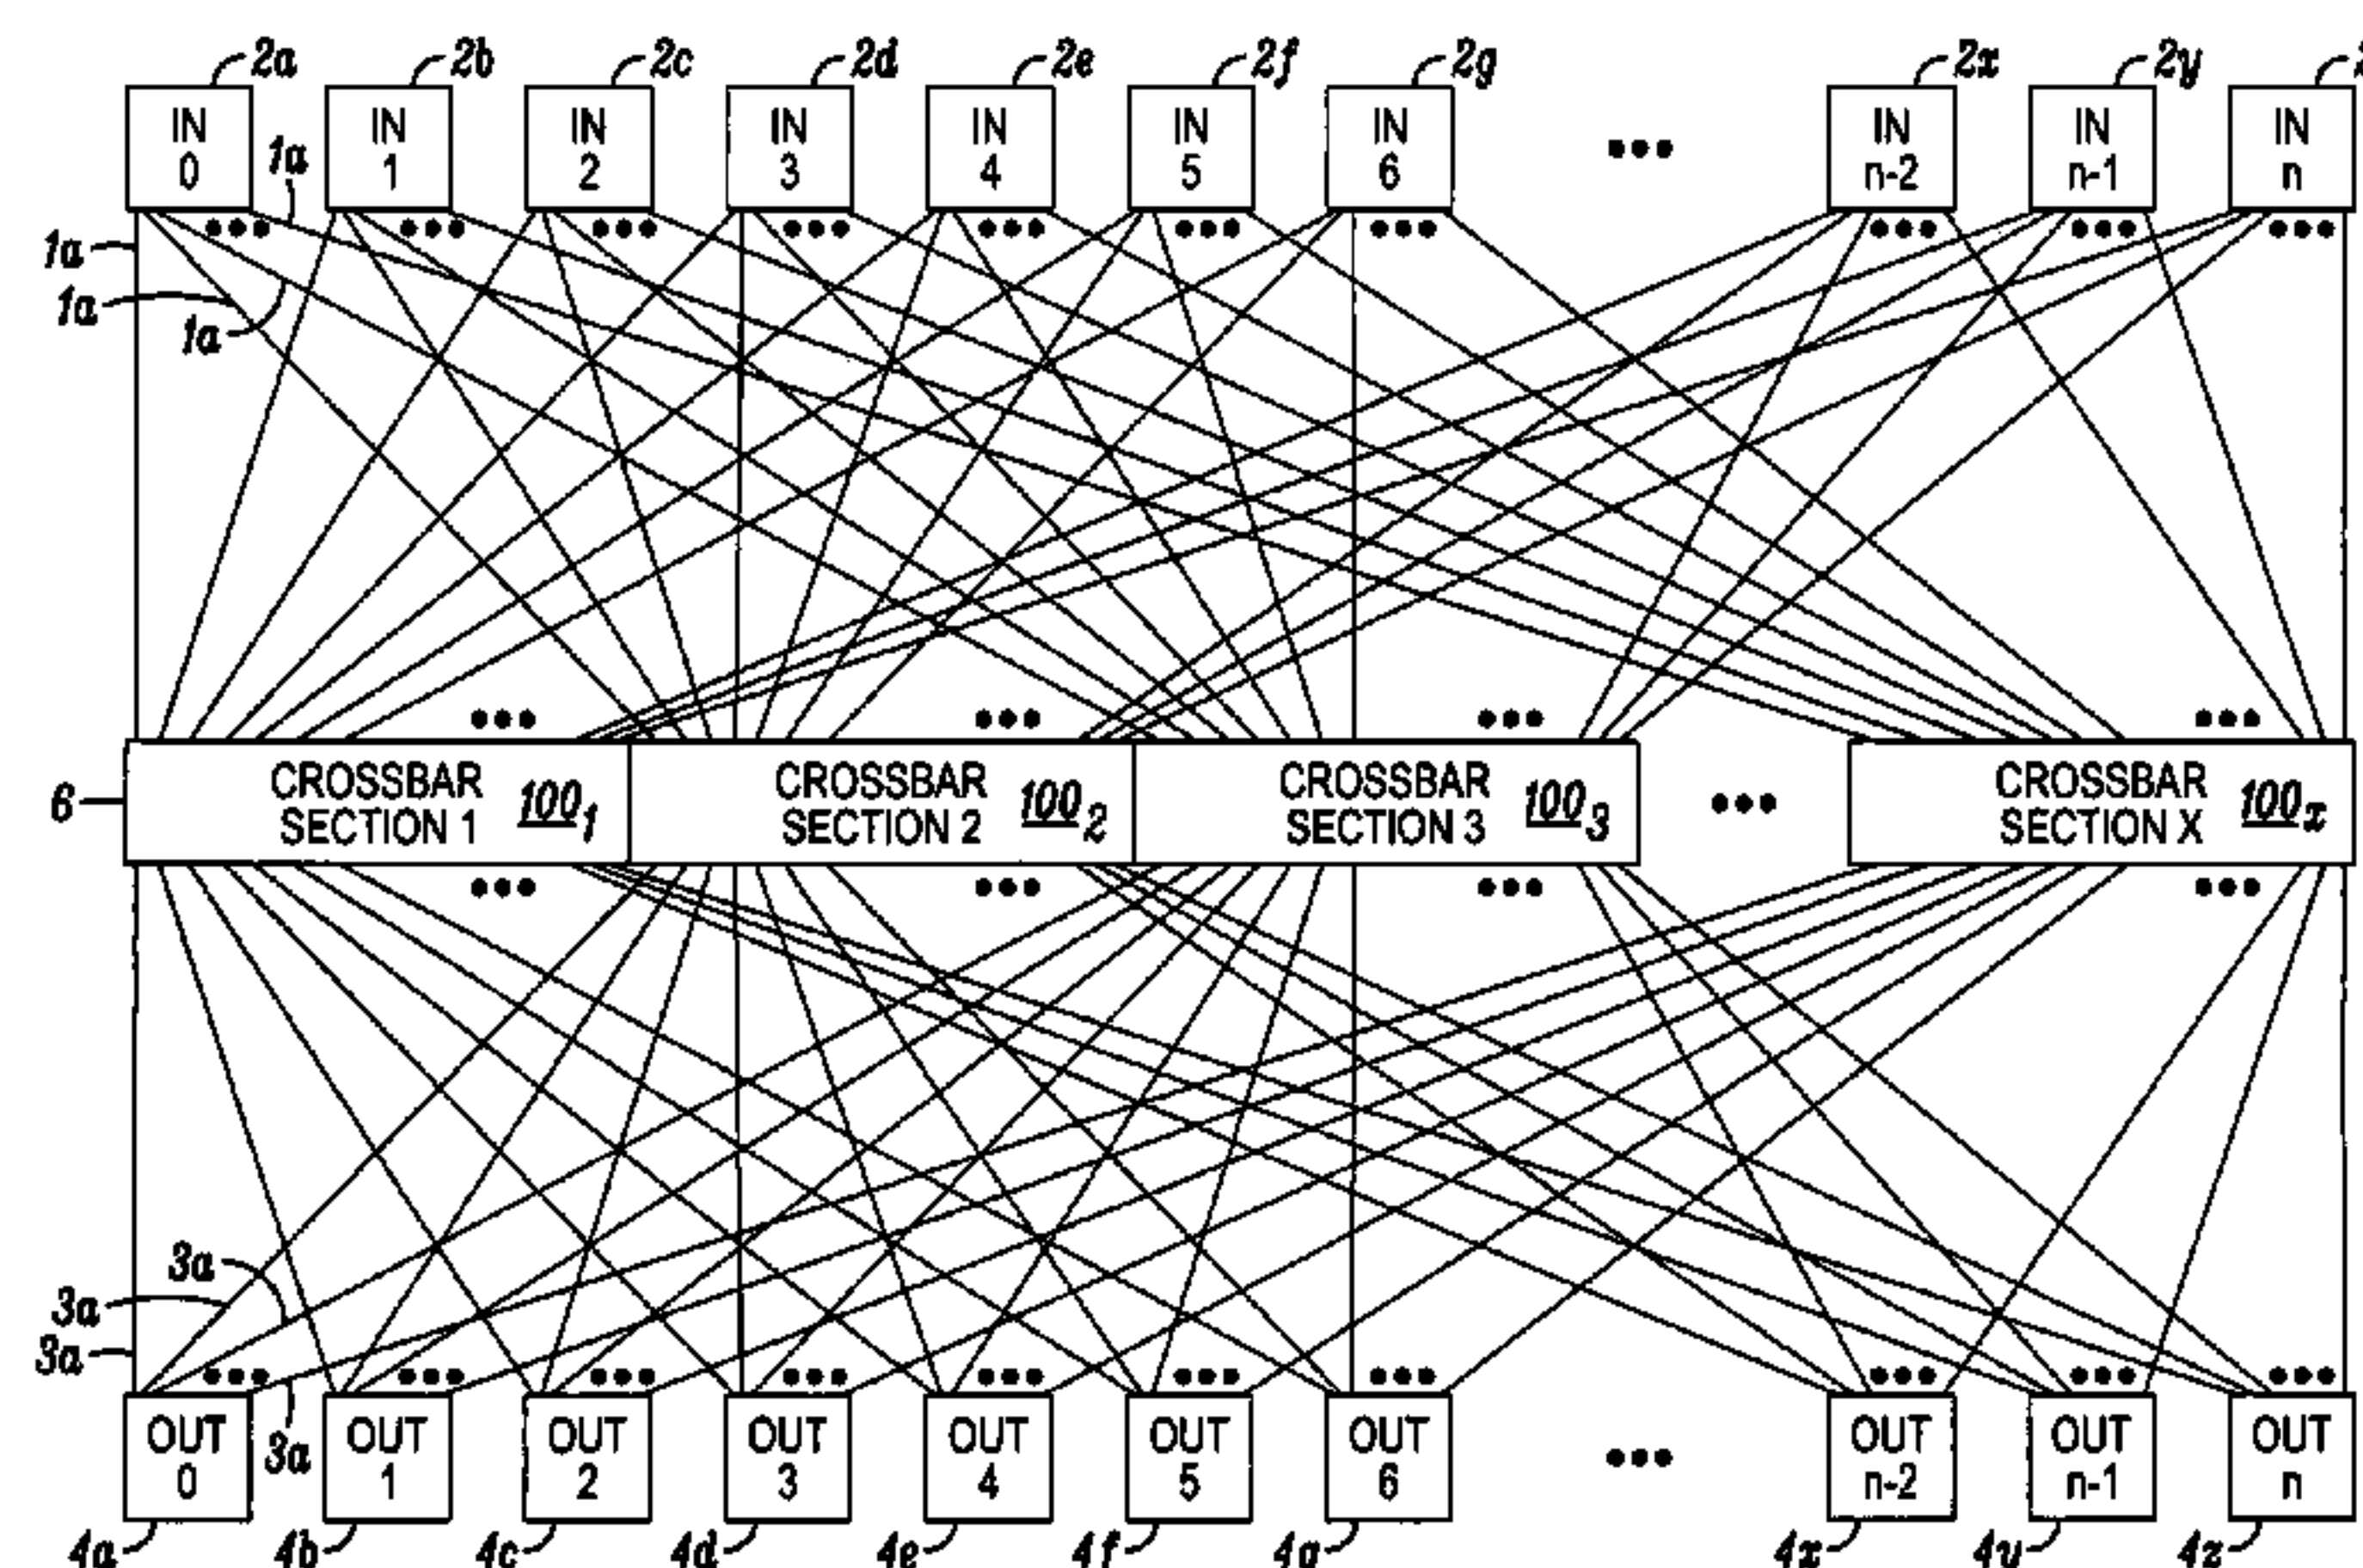 2a 2b 2c 2d 2e 2f 2g 2x 2y
IN 0 IN 1 IN 2 IN 3 IN 4 IN 5 IN 6 ... IN n-2 IN n-1 IN n
1a
1a
1a
1a
6
CROSSBAR SECTION 1 100₁
CROSSBAR SECTION 2 100₂
CROSSBAR SECTION 3 100₃
...
CROSSBAR SECTION X 100ₓ
3a
3a
3a
3a
OUT 0 OUT 1 OUT 2 OUT 3 OUT 4 OUT 5 OUT 6 ... OUT n-2 OUT n-1 OUT n
4a 4b 4c 4d 4e 4f 4g 4x 4y 4z